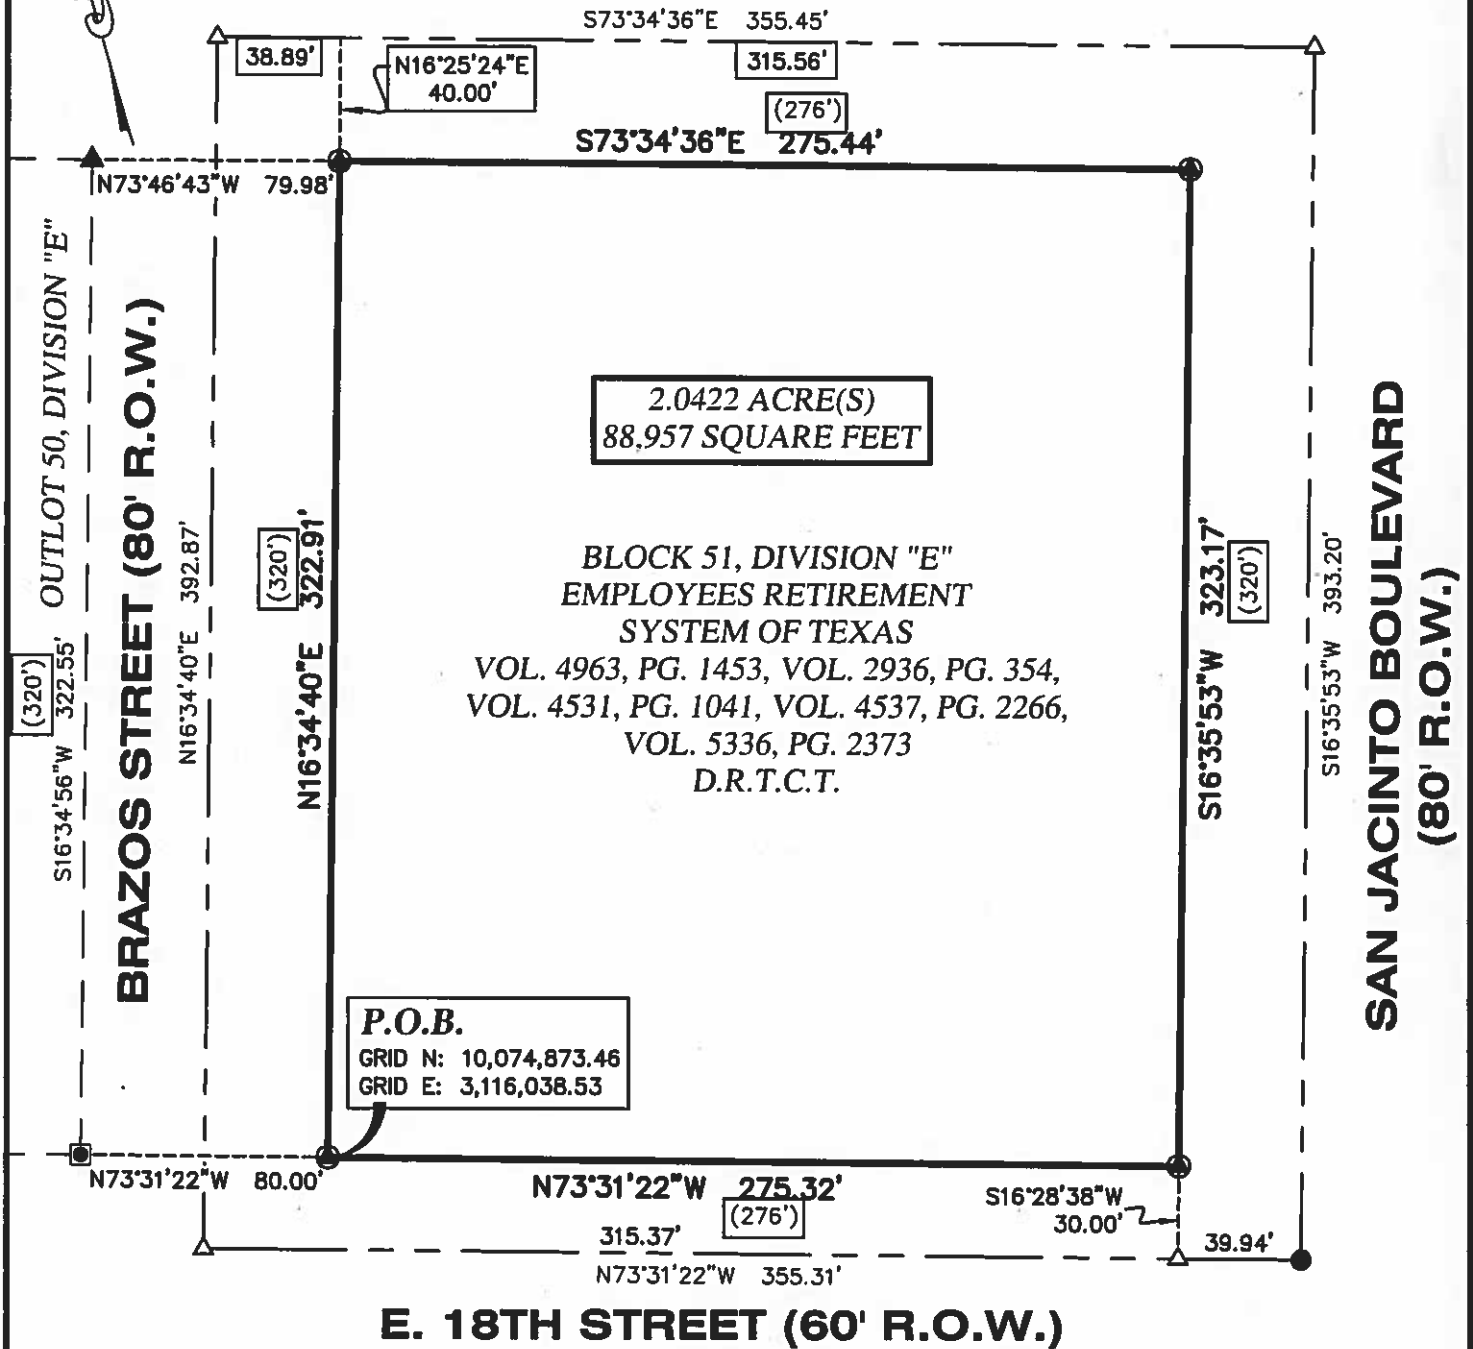 S73°34'36"E 355.45'
38.89'
N16°25'24"E
40.00'
315.56'
(276')
S73°34'36"E 275.44'
N73°46'43"W 79.98'
OUTLOT 50, DIVISION "E"
(320')
S16°34'56"W 322.55'
BRAZOS STREET (80' R.O.W.)
N16°34'40"E 392.87'
(320')
N16°34'40"E 322.91'
2.0422 ACRE(S)
88,957 SQUARE FEET
BLOCK 51, DIVISION "E"
EMPLOYEES RETIREMENT
SYSTEM OF TEXAS
VOL. 4963, PG. 1453, VOL. 2936, PG. 354,
VOL. 4531, PG. 1041, VOL. 4537, PG. 2266,
VOL. 5336, PG. 2373
D.R.T.C.T.
S16°35'53"W 323.17'
(320')
S16°35'53"W 393.20'
SAN JACINTO BOULEVARD
(80' R.O.W.)
P.O.B.
GRID N: 10,074,873.46
GRID E: 3,116,038.53
N73°31'22"W 80.00'
N73°31'22"W 275.32'
(276')
S16°28'38"W
30.00'
315.37'
39.94'
N73°31'22"W 355.31'
E. 18TH STREET (60' R.O.W.)